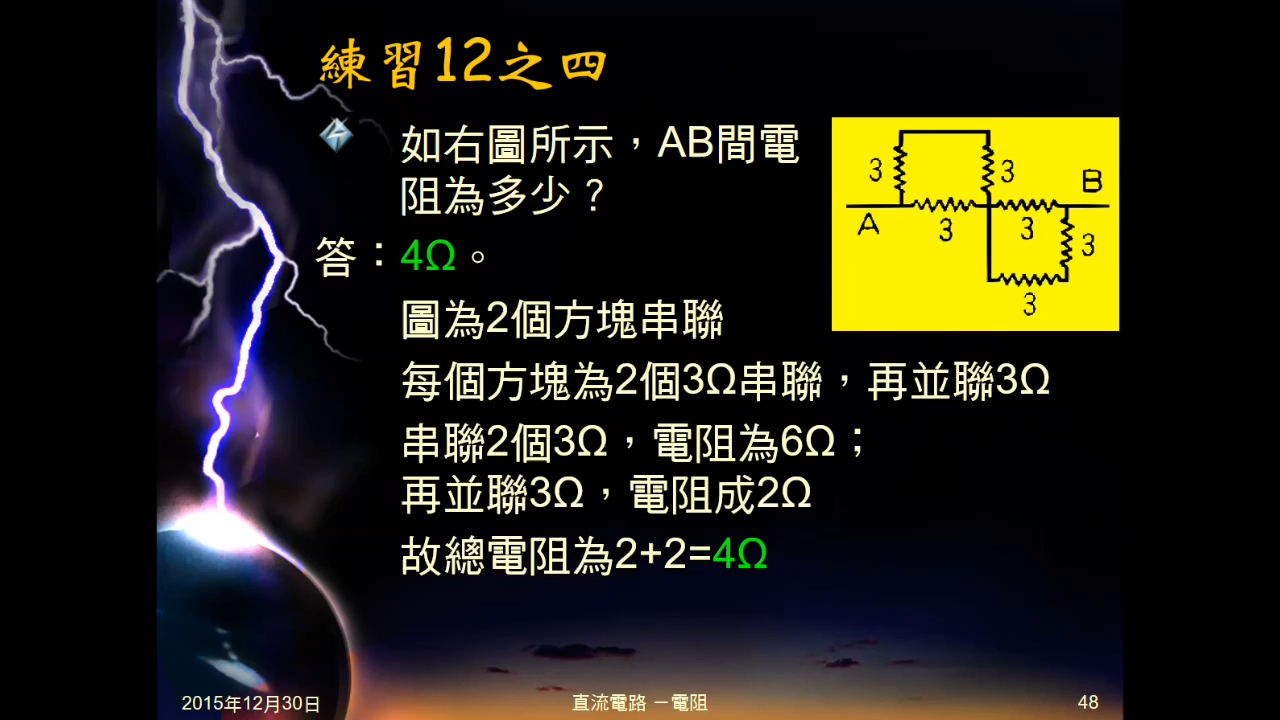 練習12之四
如右圖所示，AB間電
阻為多少？
答：4Ω。
圖為2個方塊串聯
每個方塊為2個3Ω串聯，再並聯3Ω
串聯2個3Ω，電阻為6Ω；
再並聯3Ω，電阻成2Ω
故總電阻為2+2=4Ω
3
3
B
A
3
3
3
3
2015年12月30日
直流電路 －電阻
48